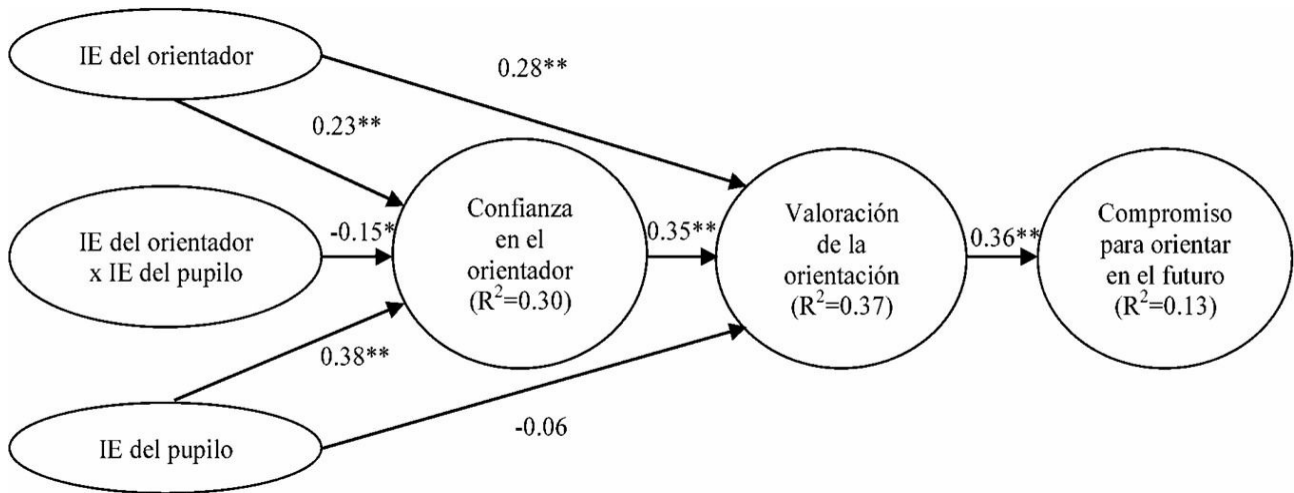 IE del orientador
0.28**
0.23**
IE del orientador
x IE del pupilo
-0.15*
Confianza
en el
orientador
(R²=0.30)
0.35**
Valoración
de la
orientación
(R²=0.37)
0.36**
Compromiso
para orientar
en el futuro
(R²=0.13)
0.38**
-0.06
IE del pupilo